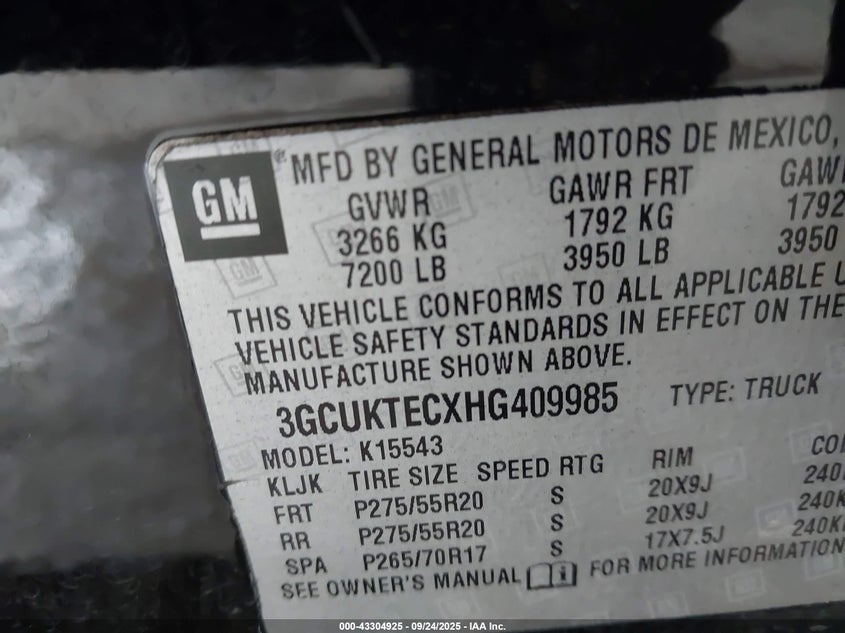 GM
® MFD BY GENERAL MOTORS DE MEXICO,
GVWR GAWR FRT
3266 KG 1792 KG 1792
7200 LB 3950 LB 3950
THIS VEHICLE CONFORMS TO ALL APPLICABLE
VEHICLE SAFETY STANDARDS IN EFFECT ON THE
MANUFACTURE SHOWN ABOVE.
3GCUKTECXHG409985 TYPE: TRUCK
MODEL: K15543
KLJK TIRE SIZE SPEED RTG RIM
FRT P275/55R20 S 20X9J
RR P275/55R20 S 20X9J
SPA P265/70R17 S 17X7.5J
SEE OWNER'S MANUAL FOR MORE INFORMATION
000-43304925 - 09/24/2025 - IAA Inc.